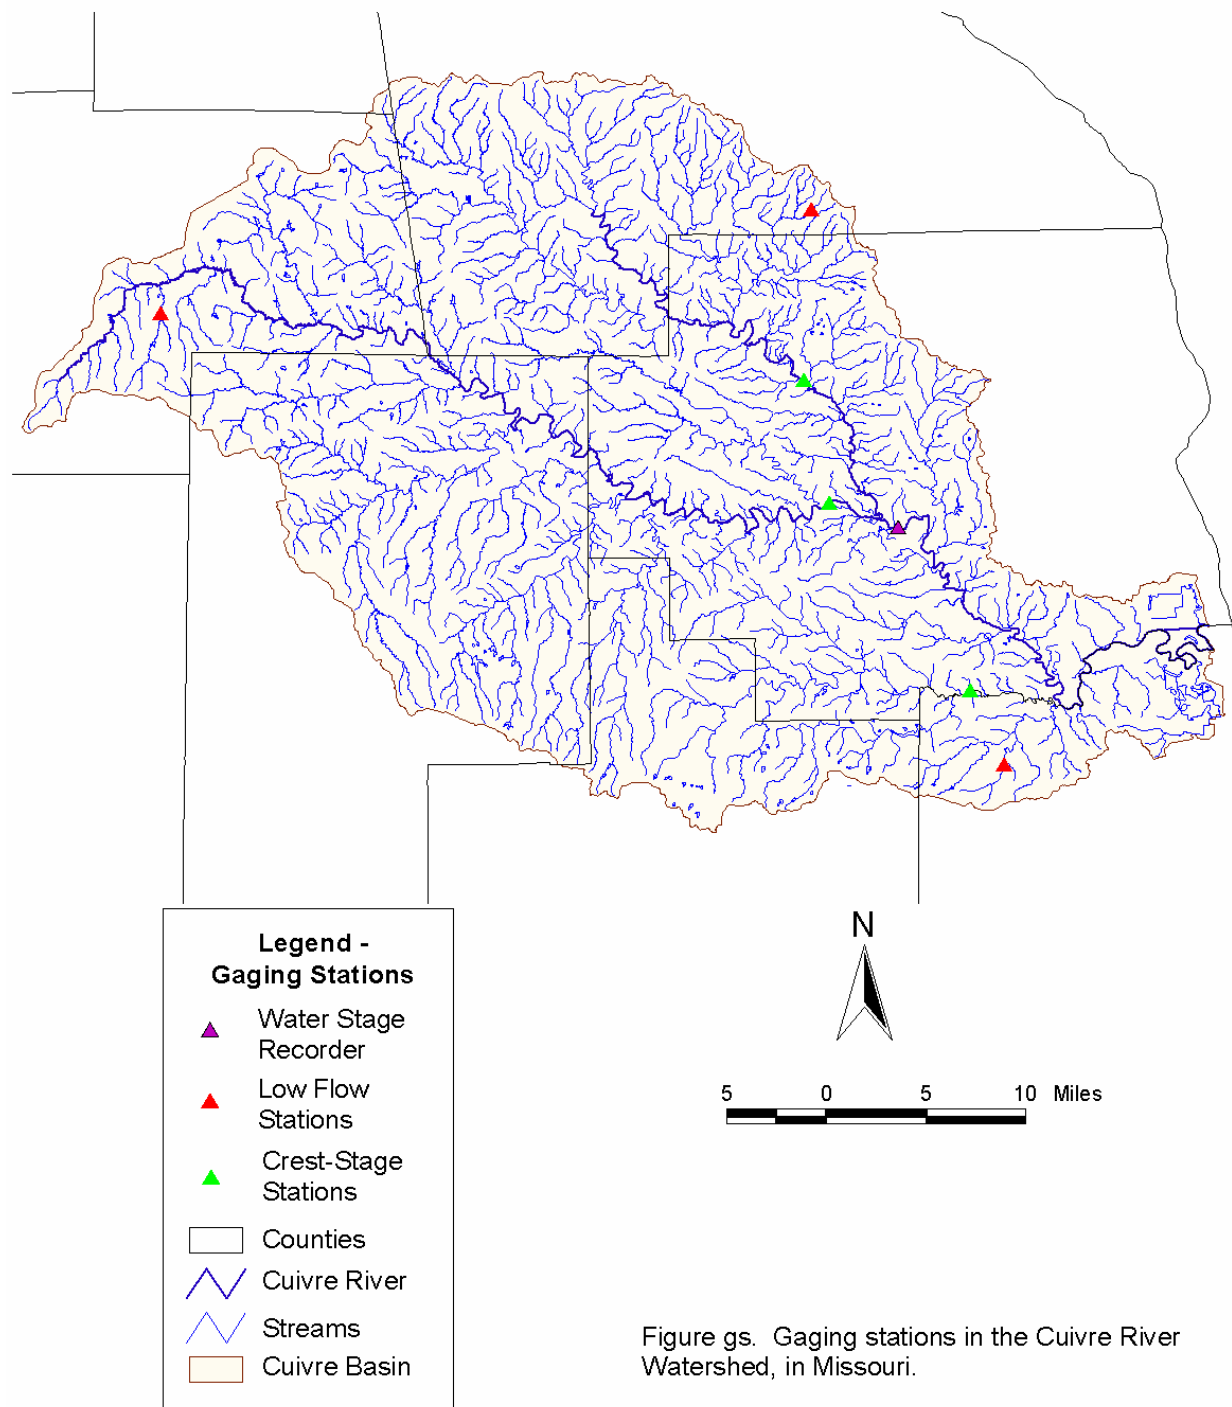 Legend -
Gaging Stations
Water Stage
Recorder
Low Flow
Stations
Crest-Stage
Stations
Counties
Cuivre River
Streams
Cuivre Basin
N
5 0 5 10 Miles
Figure gs. Gaging stations in the Cuivre River
Watershed, in Missouri.